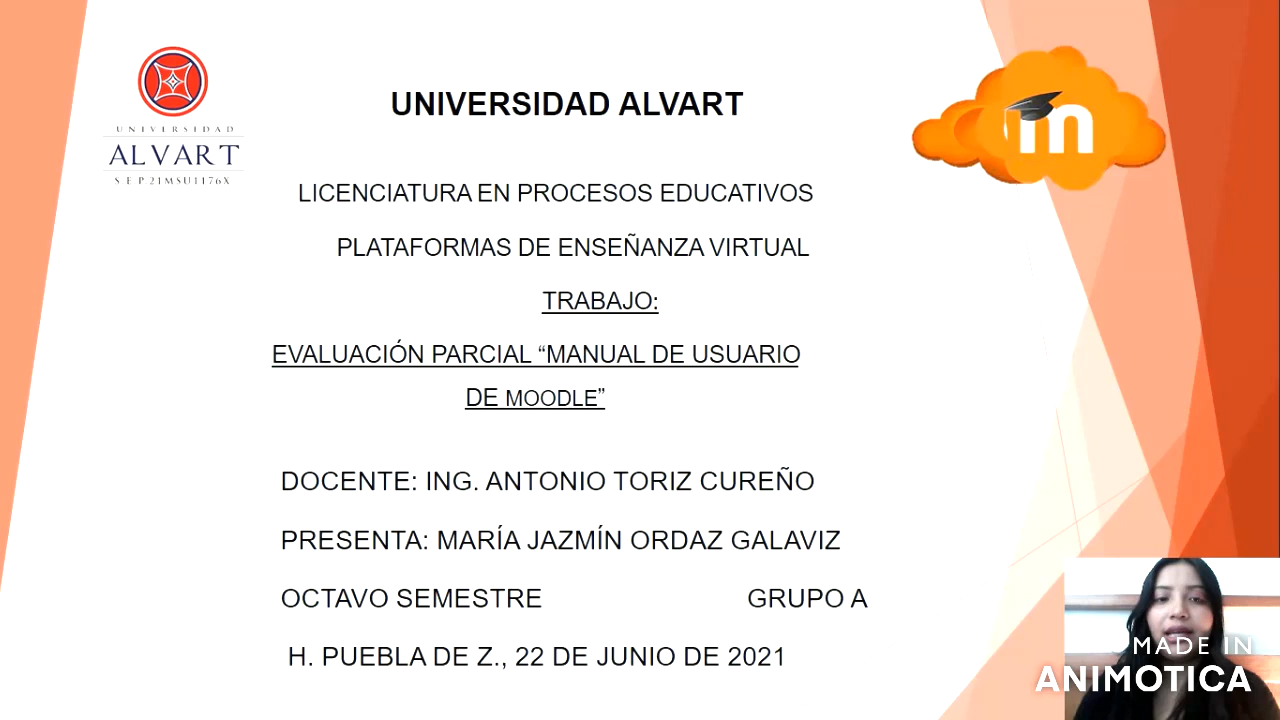 UNIVERSIDAD
ALVART
SEP21MSU1176X
UNIVERSIDAD ALVART
m
LICENCIATURA EN PROCESOS EDUCATIVOS
PLATAFORMAS DE ENSEÑANZA VIRTUAL
TRABAJO:
EVALUACIÓN PARCIAL “MANUAL DE USUARIO
DE MOODLE”
DOCENTE: ING. ANTONIO TORIZ CUREÑO
PRESENTA: MARÍA JAZMÍN ORDAZ GALAVIZ
OCTAVO SEMESTRE GRUPO A
H. PUEBLA DE Z., 22 DE JUNIO DE 2021
MADE IN
ANIMOTICA